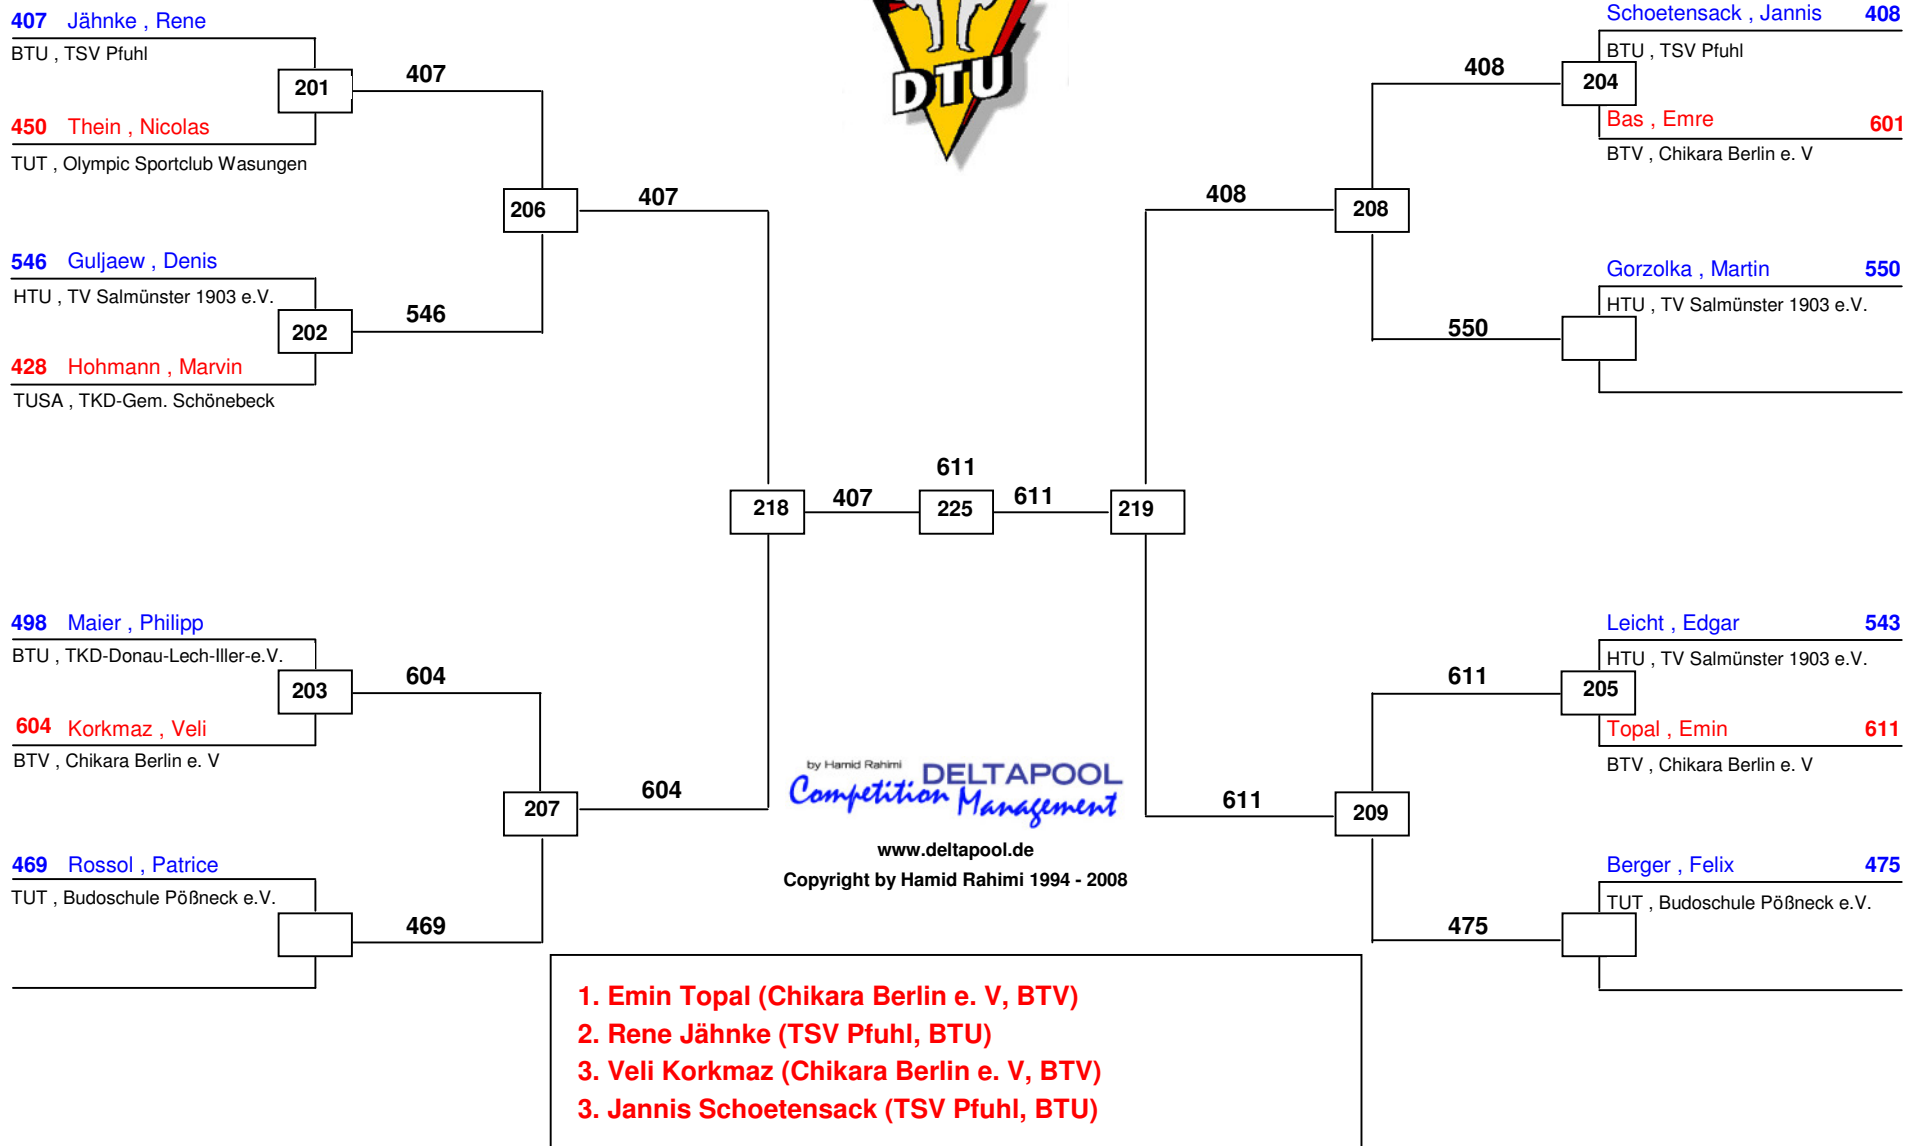 DTU
407 Jähnke , Rene
BTU , TSV Pfuhl
201
407
450 Thein , Nicolas
TUT , Olympic Sportclub Wasungen
206
407
546 Guljaew , Denis
HTU , TV Salmünster 1903 e.V.
202
546
428 Hohmann , Marvin
TUSA , TKD-Gem. Schönebeck
Schoetensack , Jannis 408
BTU , TSV Pfuhl
408
204
Bas , Emre 601
BTV , Chikara Berlin e. V
408
208
Gorzolka , Martin 550
HTU , TV Salmünster 1903 e.V.
550
611
218
407
225
611
219
498 Maier , Philipp
BTU , TKD-Donau-Lech-Iller-e.V.
203
604
604 Korkmaz , Veli
BTV , Chikara Berlin e. V
207
604
469 Rossol , Patrice
TUT , Budoschule Pößneck e.V.
469
Leicht , Edgar 543
HTU , TV Salmünster 1903 e.V.
611
205
Topal , Emin 611
BTV , Chikara Berlin e. V
611
209
Berger , Felix 475
TUT , Budoschule Pößneck e.V.
475
by Hamid Rahimi DELTAPOOL
Competition Management
www.deltapool.de
Copyright by Hamid Rahimi 1994 - 2008
1. Emin Topal (Chikara Berlin e. V, BTV)
2. Rene Jähnke (TSV Pfuhl, BTU)
3. Veli Korkmaz (Chikara Berlin e. V, BTV)
3. Jannis Schoetensack (TSV Pfuhl, BTU)